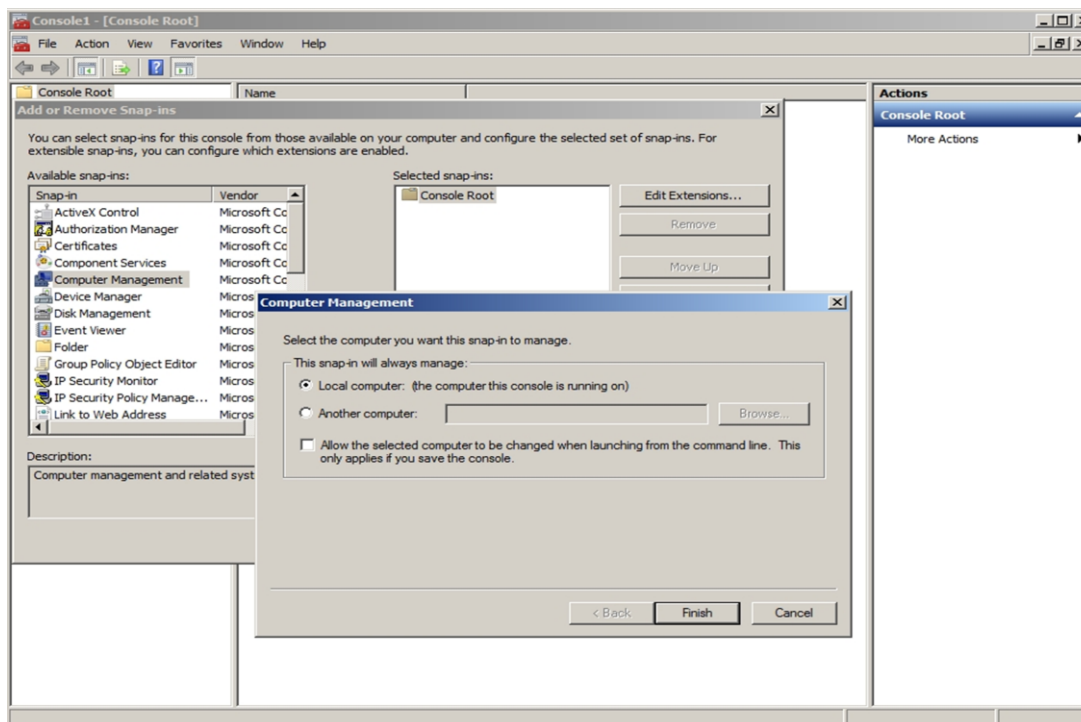 Console1 - [Console Root]
File Action View Favorites Window Help
Console Root
Name
Actions
Console Root
More Actions
Add or Remove Snap-ins
You can select snap-ins for this console from those available on your computer and configure the selected set of snap-ins. For
extensible snap-ins, you can configure which extensions are enabled.
Available snap-ins:
Snap-in Vendor
ActiveX Control Microsoft Co
Authorization Manager Microsoft Co
Certificates Microsoft Co
Component Services Microsoft Co
Computer Management Microsoft Co
Device Manager Micros
Disk Management Micros
Event Viewer Micros
Folder Micros
Group Policy Object Editor Micros
IP Security Monitor Micros
IP Security Policy Manage... Micros
Link to Web Address Micros
Selected snap-ins:
Console Root
Edit Extensions...
Remove
Move Up
Description:
Computer management and related syst
Computer Management
Select the computer you want this snap-in to manage.
This snap-in will always manage:
Local computer: (the computer this console is running on)
Another computer:
Browse...
Allow the selected computer to be changed when launching from the command line. This
only applies if you save the console.
< Back Finish Cancel